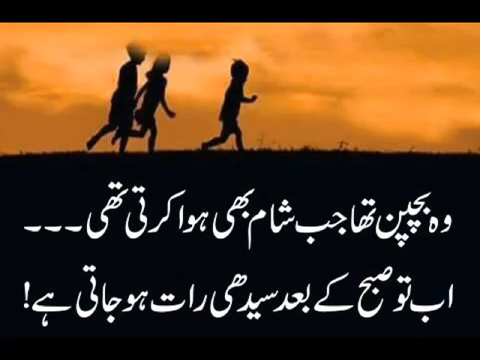 وہ بچپن تھا جب شام بھی ہوا کرتی تھی ۔۔۔
اب تو صبح کے بعد سیدھی رات ہو جاتی ہے!